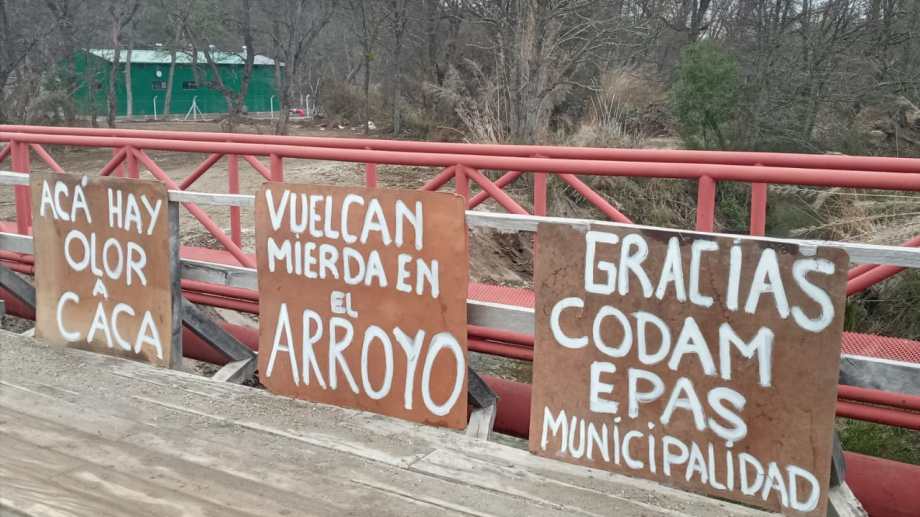 ACÁ HAY
OLOR
A
CACA
VUELCAN
MIERDA EN
EL
ARROYO
GRACIAS
CODAM
EPAS
MUNICIPALIDAD